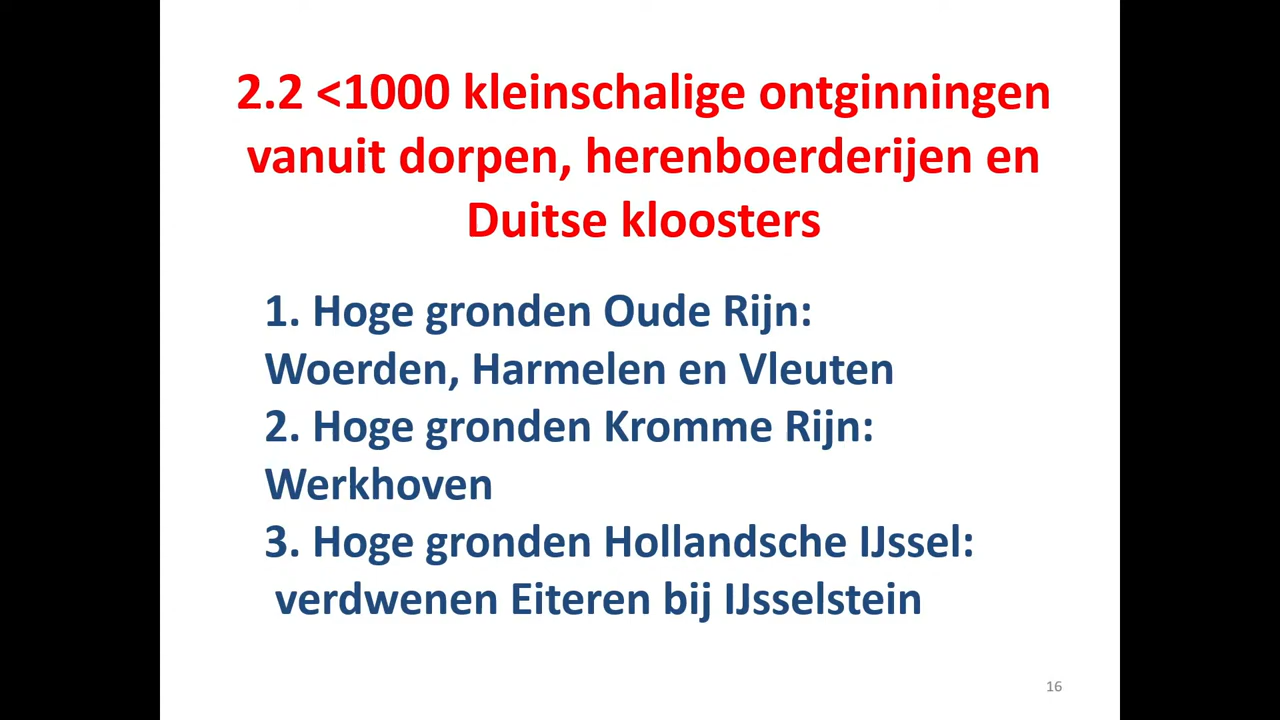 2.2 <1000 kleinschalige ontginningen
vanuit dorpen, herenboerderijen en
Duitse kloosters
1. Hoge gronden Oude Rijn:
Woerden, Harmelen en Vleuten
2. Hoge gronden Kromme Rijn:
Werkhoven
3. Hoge gronden Hollandsche IJssel:
verdwenen Eiteren bij IJsselstein
16